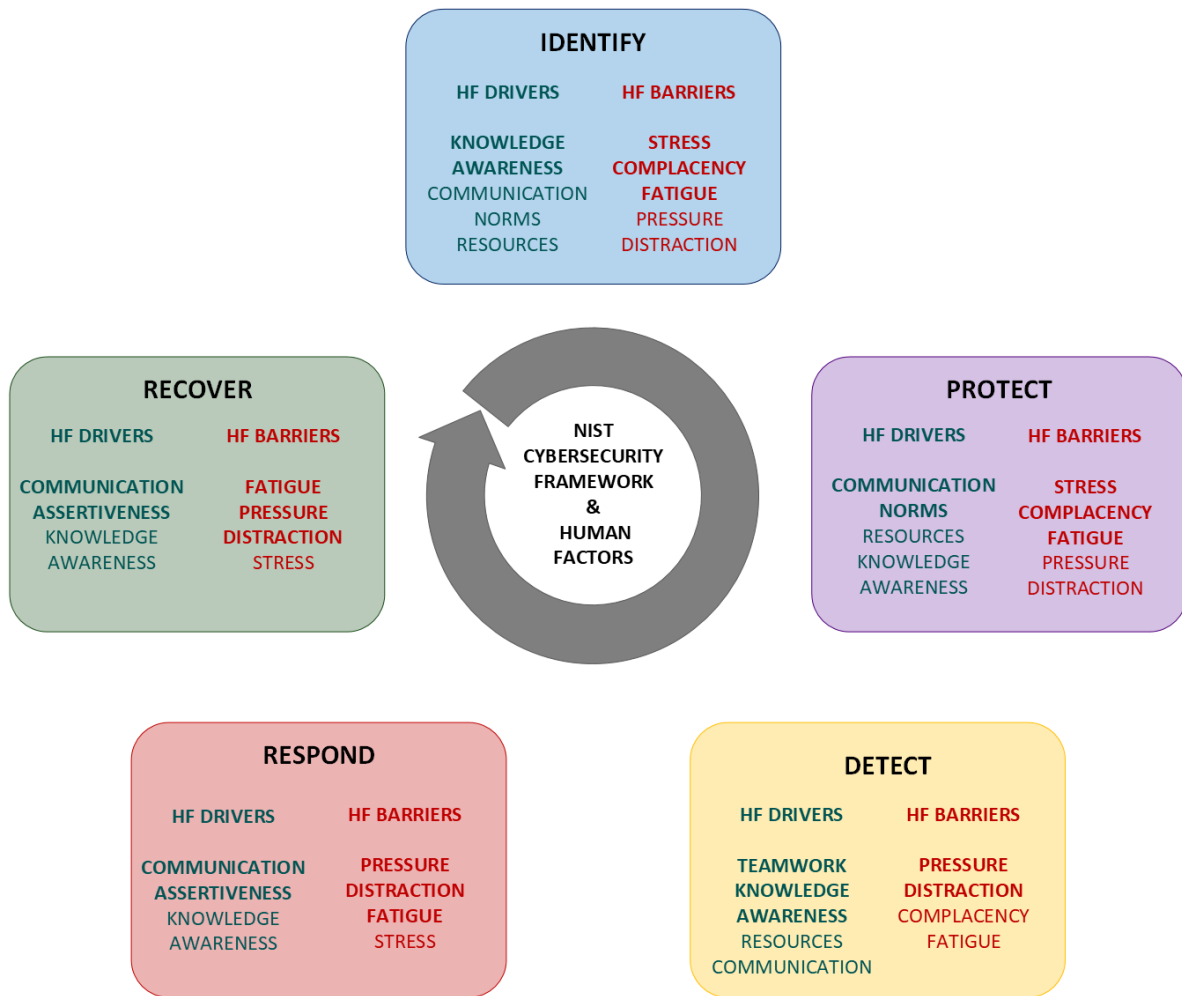 IDENTIFY
HF DRIVERS
KNOWLEDGE
AWARENESS
COMMUNICATION
NORMS
RESOURCES
HF BARRIERS
STRESS
COMPLACENCY
FATIGUE
PRESSURE
DISTRACTION
RECOVER
HF DRIVERS
COMMUNICATION
ASSERTIVENESS
KNOWLEDGE
AWARENESS
HF BARRIERS
FATIGUE
PRESSURE
DISTRACTION
STRESS
NIST
CYBERSECURITY
FRAMEWORK
&
HUMAN
FACTORS
PROTECT
HF DRIVERS
COMMUNICATION
NORMS
RESOURCES
KNOWLEDGE
AWARENESS
HF BARRIERS
STRESS
COMPLACENCY
FATIGUE
PRESSURE
DISTRACTION
RESPOND
HF DRIVERS
COMMUNICATION
ASSERTIVENESS
KNOWLEDGE
AWARENESS
HF BARRIERS
PRESSURE
DISTRACTION
FATIGUE
STRESS
DETECT
HF DRIVERS
TEAMWORK
KNOWLEDGE
AWARENESS
RESOURCES
COMMUNICATION
HF BARRIERS
PRESSURE
DISTRACTION
COMPLACENCY
FATIGUE